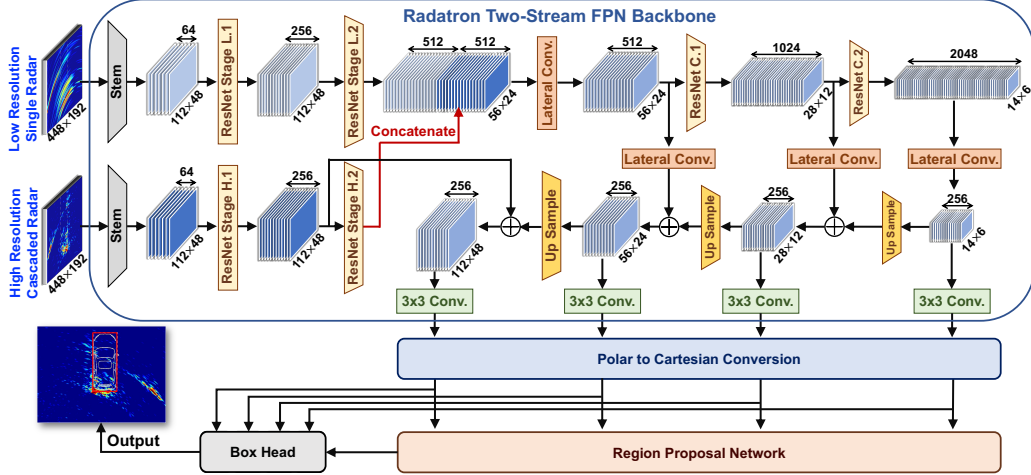 Radatron Two-Stream FPN Backbone
Low Resolution
Single Radar
448×192
Stem
64
112×48
ResNet Stage L.1
256
112×48
ResNet Stage L.2
512
512
56×24
Lateral Conv.
512
56×24
ResNet C.1
1024
28×12
ResNet C.2
2048
14×6
Concatenate
Lateral Conv.
Lateral Conv.
Lateral Conv.
High Resolution
Cascaded Radar
448×192
Stem
64
112×48
ResNet Stage H.1
256
112×48
ResNet Stage H.2
256
112×48
Up Sample
256
56×24
Up Sample
256
28×12
Up Sample
256
14×6
3x3 Conv.
3x3 Conv.
3x3 Conv.
3x3 Conv.
Polar to Cartesian Conversion
Output
Box Head
Region Proposal Network